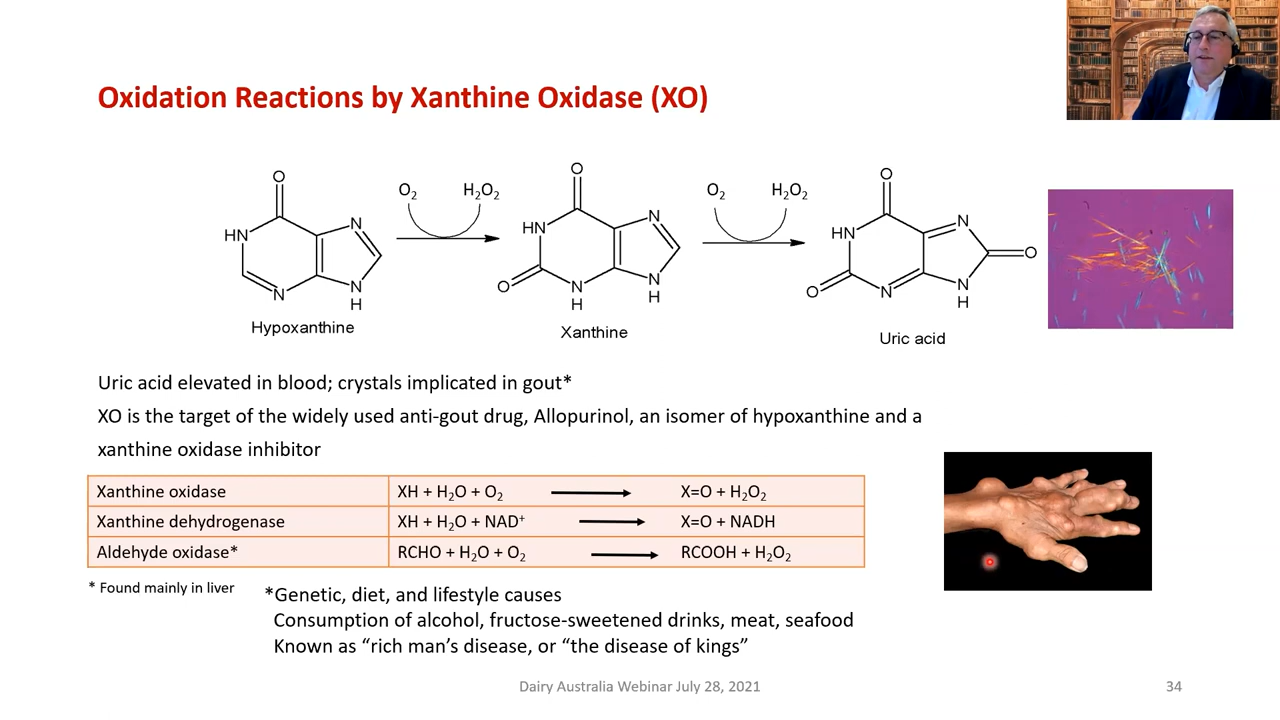 Oxidation Reactions by Xanthine Oxidase (XO)
O
HN
N
N
N
H
Hypoxanthine
O₂
H₂O₂
O
HN
O
N
H
N
N
H
Xanthine
O₂
H₂O₂
O
HN
O
N
N
N
H
O
Uric acid
Uric acid elevated in blood; crystals implicated in gout*
XO is the target of the widely used anti-gout drug, Allopurinol, an isomer of hypoxanthine and a
xanthine oxidase inhibitor
Xanthine oxidase XH + H₂O + O₂ → X=O + H₂O₂
Xanthine dehydrogenase XH + H₂O + NAD⁺ → X=O + NADH
Aldehyde oxidase* RCHO + H₂O + O₂ → RCOOH + H₂O₂
* Found mainly in liver
*Genetic, diet, and lifestyle causes
Consumption of alcohol, fructose-sweetened drinks, meat, seafood
Known as “rich man’s disease, or “the disease of kings”
Dairy Australia Webinar July 28, 2021
34